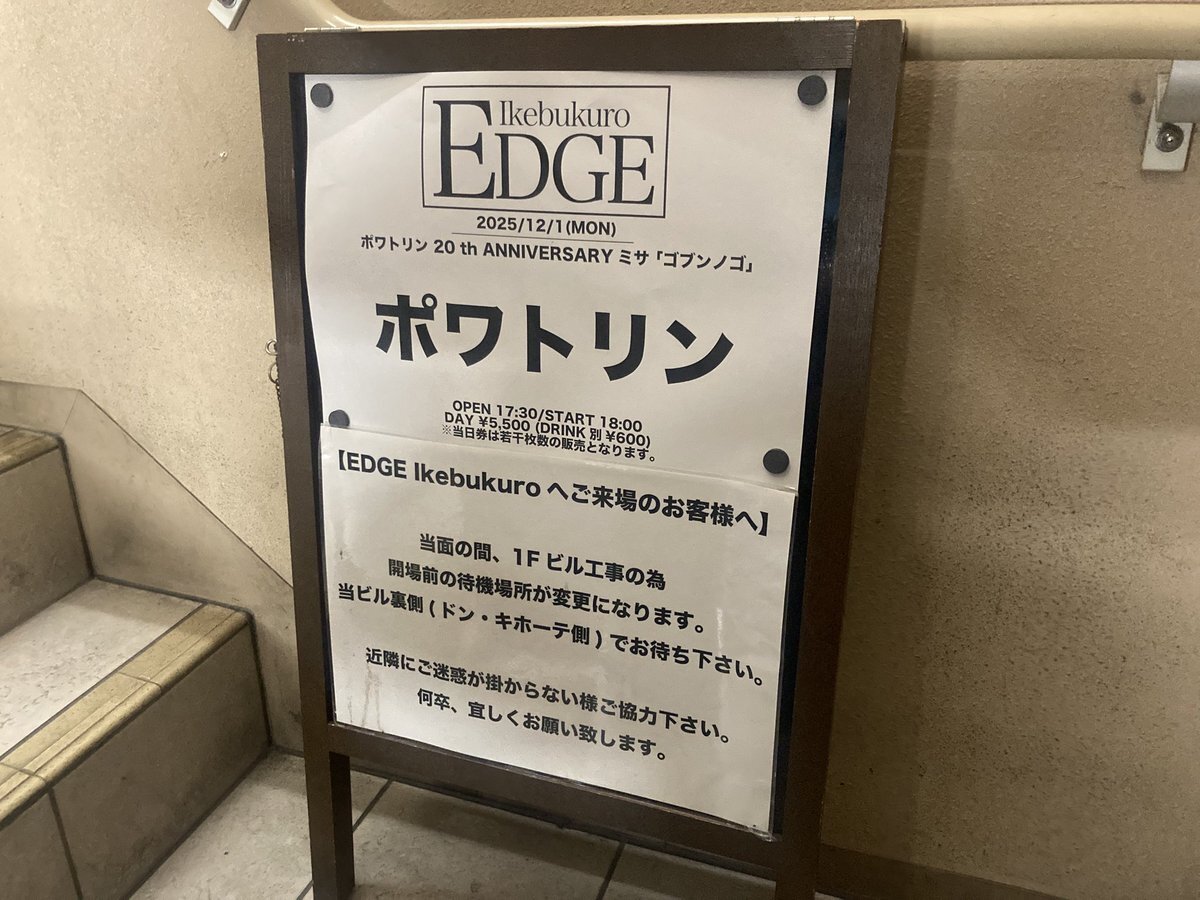 Ikebukuro
EDGE
2025/12/1(MON)
ポワトリン 20 th ANNIVERSARY ミサ「ゴブンノゴ」
ポワトリン
OPEN 17:30/START 18:00
DAY ¥5,500 (DRINK 別 ¥600)
※当日券は若干枚数の販売となります。
【EDGE Ikebukuro へご来場のお客様へ】
当面の間、1F ビル工事の為
開場前の待機場所が変更になります。
当ビル裏側 ( ドン・キホーテ側 ) でお待ち下さい。
近隣にご迷惑が掛からない様ご協力下さい。
何卒、宜しくお願い致します。